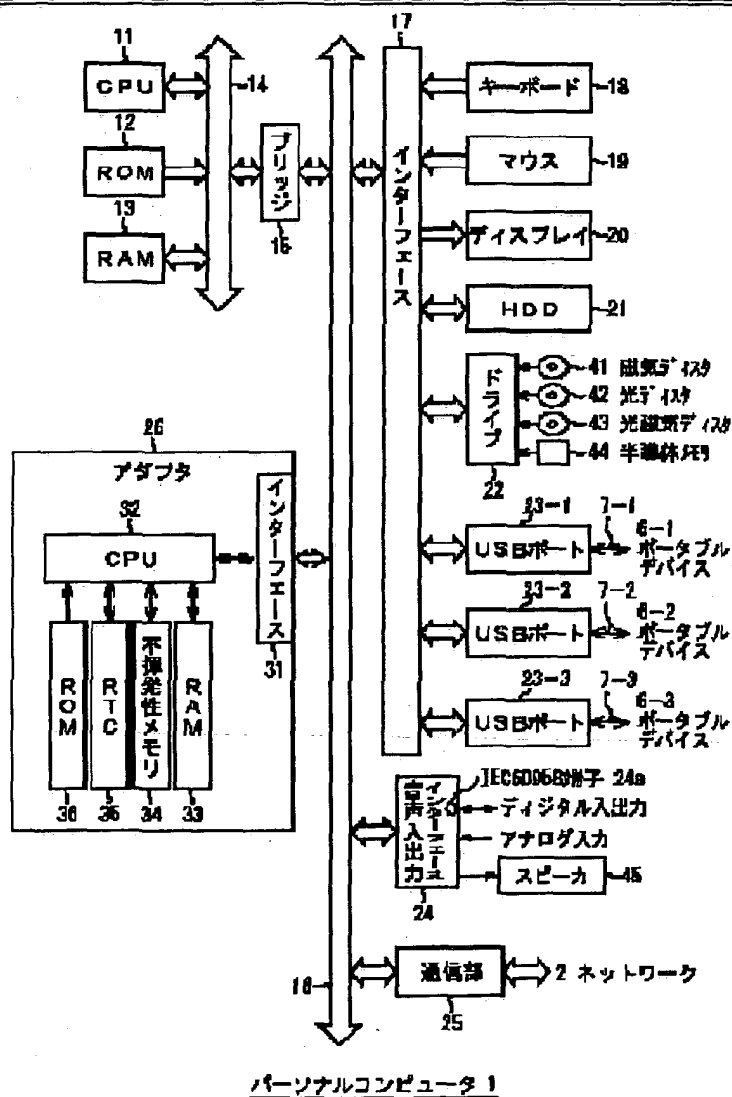 11
CPU
12
ROM
13
RAM
14
ブリッジ
15
17
インターフェース
キーボード 18
マウス 19
ディスプレイ 20
HDD 21
ドライブ
22
41 磁気ディスク
42 光ディスク
43 光磁気ディスク
44 半導体メモリ
23-1
USBポート
7-1
6-1
ポータブル
デバイス
23-2
USBポート
7-2
6-2
ポータブル
デバイス
23-3
USBポート
7-3
6-3
ポータブル
デバイス
26
アダプタ
32
CPU
インターフェース
31
ROM
RTC
不揮発性メモリ
RAM
36
35
34
33
音声入出力
インターフェース
24
IEC60958端子 24a
ディジタル入出力
アナログ入力
スピーカ 45
16
通信部
25
2 ネットワーク
パーソナルコンピュータ 1